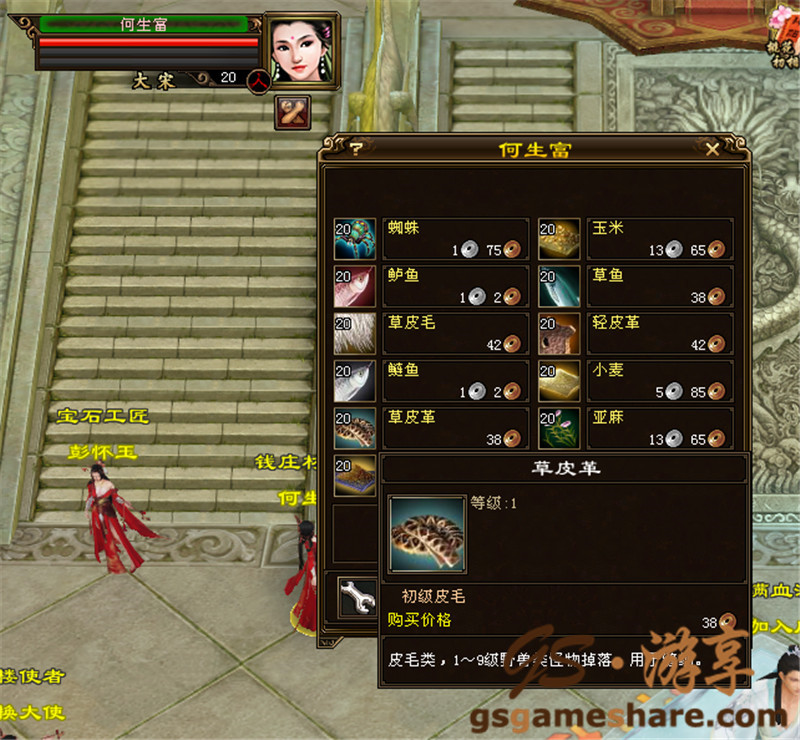 何生富
大宋 20
何生富
20 蜘蛛 1 75
20 玉米 13 65
20 鲈鱼 1 2
20 草鱼 38
20 草皮毛 42
20 轻皮革 42
20 鲢鱼 1 2
20 小麦 5 85
20 草皮革 38
20 亚麻 13 65
20
草皮革
等级:1
初级皮毛
购买价格 38
皮毛类，1～9级野兽类怪物掉落。用于
宝石工匠
彭怀玉
钱庄
何生
加入
楼使者
换大使
GS·游享
gsgameshare.com